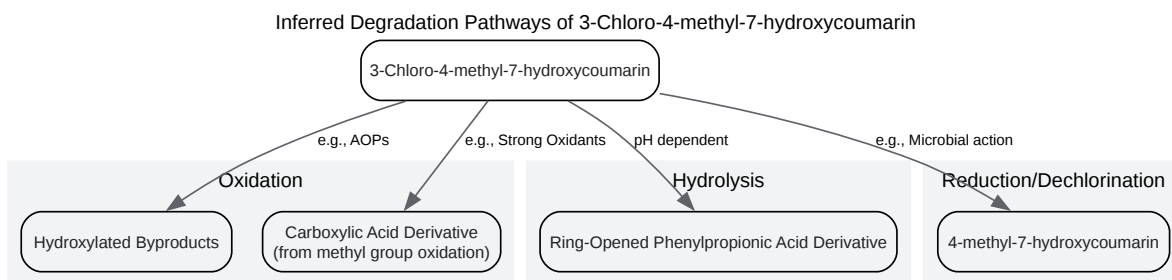 Inferred Degradation Pathways of 3-Chloro-4-methyl-7-hydroxycoumarin
3-Chloro-4-methyl-7-hydroxycoumarin
e.g., AOPs
e.g., Strong Oxidants
pH dependent
e.g., Microbial action
Oxidation
Hydrolysis
Reduction/Dechlorination
Hydroxylated Byproducts
Carboxylic Acid Derivative
(from methyl group oxidation)
Ring-Opened Phenylpropionic Acid Derivative
4-methyl-7-hydroxycoumarin